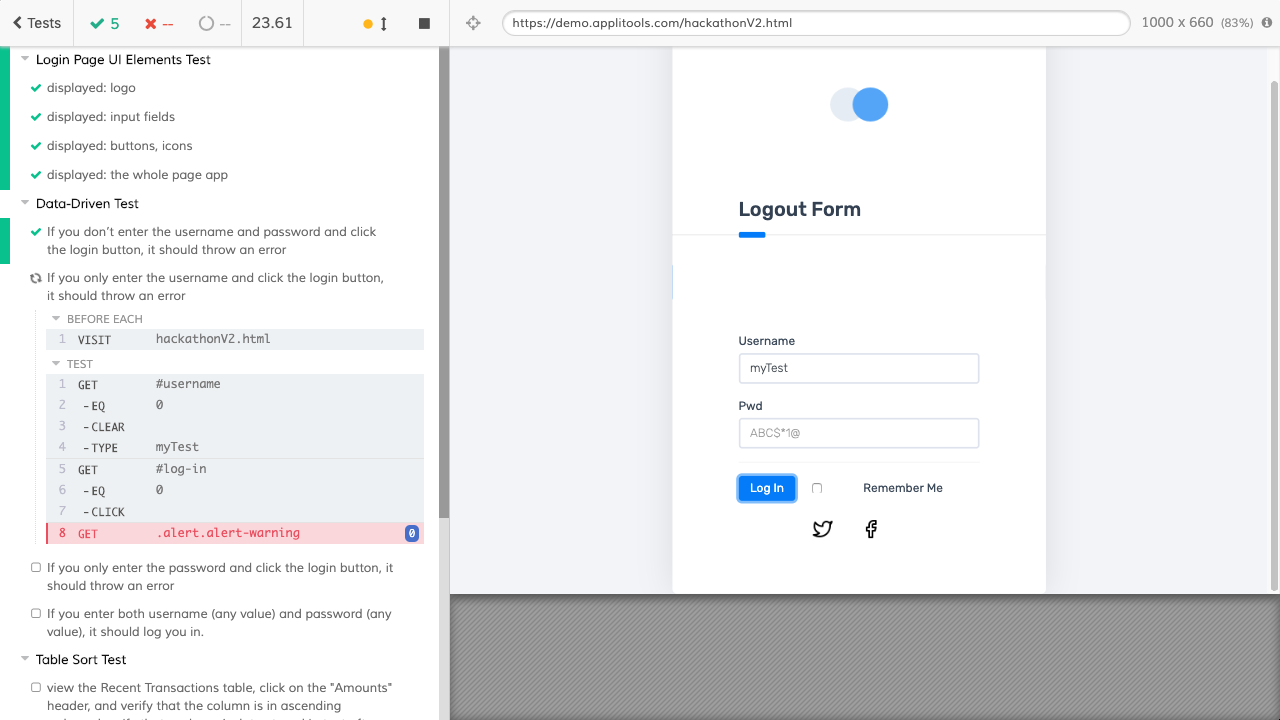 Tests 5 -- -- 23.61
https://demo.applitools.com/hackathonV2.html 1000 x 660 (83%)
Login Page UI Elements Test
displayed: logo
displayed: input fields
displayed: buttons, icons
displayed: the whole page app
Data-Driven Test
If you don’t enter the username and password and click
the login button, it should throw an error
If you only enter the username and click the login button,
it should throw an error
BEFORE EACH
1 VISIT hackathonV2.html
TEST
1 GET #username
2 -EQ 0
3 -CLEAR
4 -TYPE myTest
5 GET #log-in
6 -EQ 0
7 -CLICK
8 GET .alert.alert-warning 0
If you only enter the password and click the login button, it
should throw an error
If you enter both username (any value) and password (any
value), it should log you in.
Table Sort Test
view the Recent Transactions table, click on the "Amounts"
header, and verify that the column is in ascending
Logout Form
Username
myTest
Pwd
ABC$*1@
Log In Remember Me